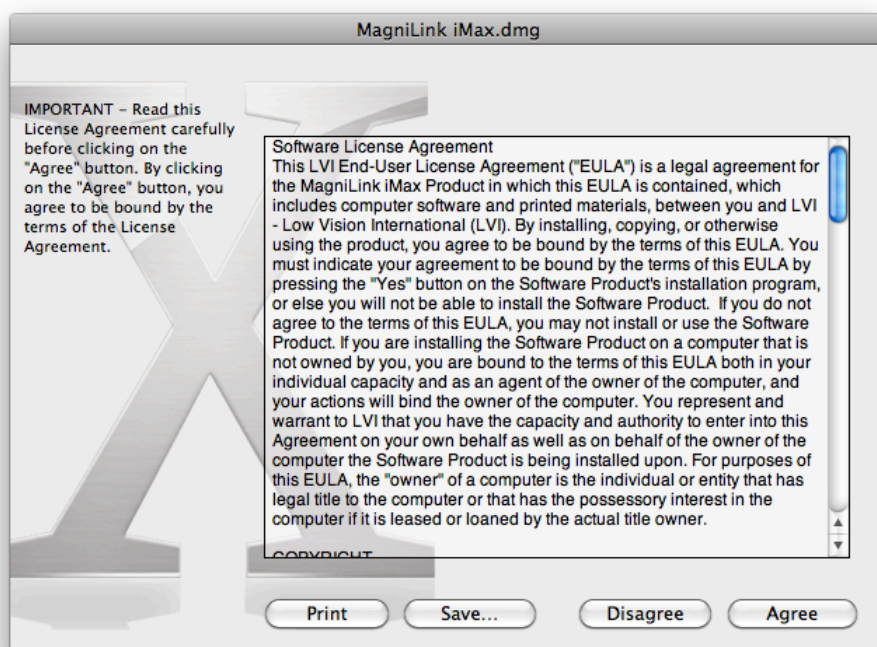 MagniLink iMax.dmg
IMPORTANT – Read this
License Agreement carefully
before clicking on the
"Agree" button. By clicking
on the "Agree" button, you
agree to be bound by the
terms of the License
Agreement.
Software License Agreement
This LVI End-User License Agreement ("EULA") is a legal agreement for
the MagniLink iMax Product in which this EULA is contained, which
includes computer software and printed materials, between you and LVI
- Low Vision International (LVI). By installing, copying, or otherwise
using the product, you agree to be bound by the terms of this EULA. You
must indicate your agreement to be bound by the terms of this EULA by
pressing the "Yes" button on the Software Product's installation program,
or else you will not be able to install the Software Product.  If you do not
agree to the terms of this EULA, you may not install or use the Software
Product. If you are installing the Software Product on a computer that is
not owned by you, you are bound to the terms of this EULA both in your
individual capacity and as an agent of the owner of the computer, and
your actions will bind the owner of the computer. You represent and
warrant to LVI that you have the capacity and authority to enter into this
Agreement on your own behalf as well as on behalf of the owner of the
computer the Software Product is being installed upon. For purposes of
this EULA, the "owner" of a computer is the individual or entity that has
legal title to the computer or that has the possessory interest in the
computer if it is leased or loaned by the actual title owner.
COPYRIGHT
Print
Save...
Disagree
Agree